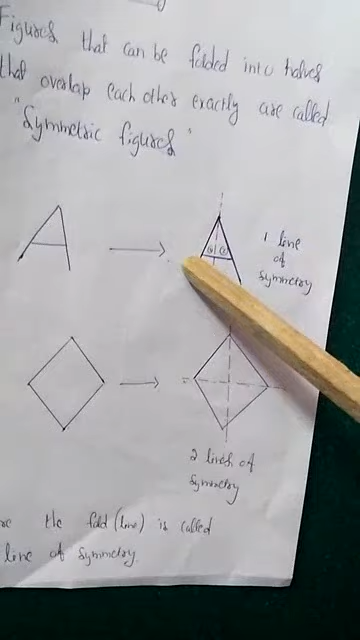 Figures that can be folded into halves
that overlap each other exactly are called
"Symmetric figures"
A
A
1 line
of
symmetry
2 lines of
symmetry
the fold (line) is called
line of symmetry.